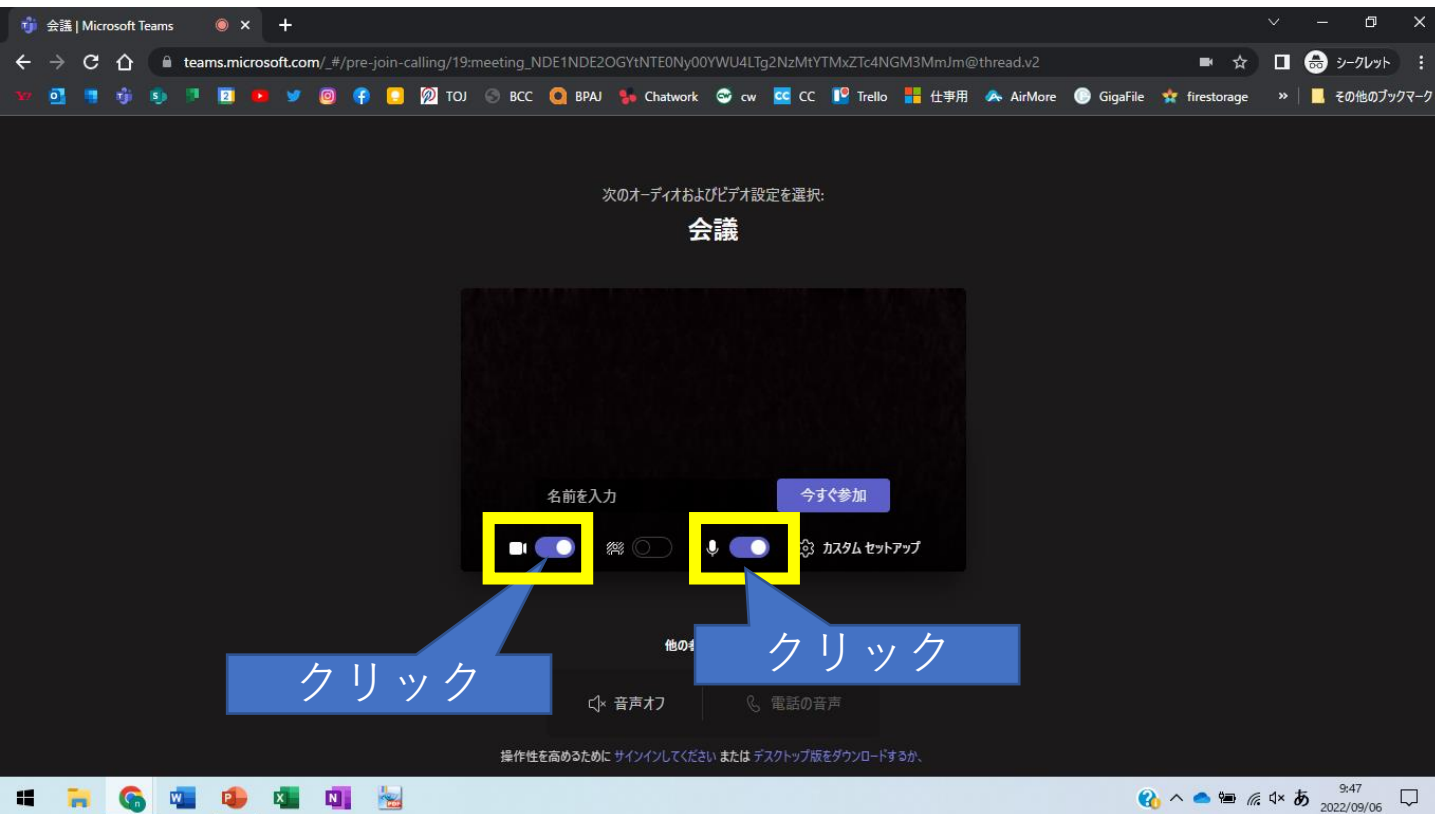 会議 | Microsoft Teams
teams.microsoft.com/_#/pre-join-calling/19:meeting_NDE1NDE2OGYtNTE0Ny00YWU4LTg2NzMtYTMxZTc4NGM3MmJm@thread.v2
シークレット
TOJ BCC BPAJ Chatwork cw CC Trello 仕事用 AirMore GigaFile firestorage » その他のブックマーク
次のオーディオおよびビデオ設定を選択:
会議
名前を入力 今すぐ参加
カスタム セットアップ
他の
クリック
クリック
音声オフ 電話の音声
操作性を高めるために サインインしてください または デスクトップ版をダウンロードするか、
あ 9:47
2022/09/06